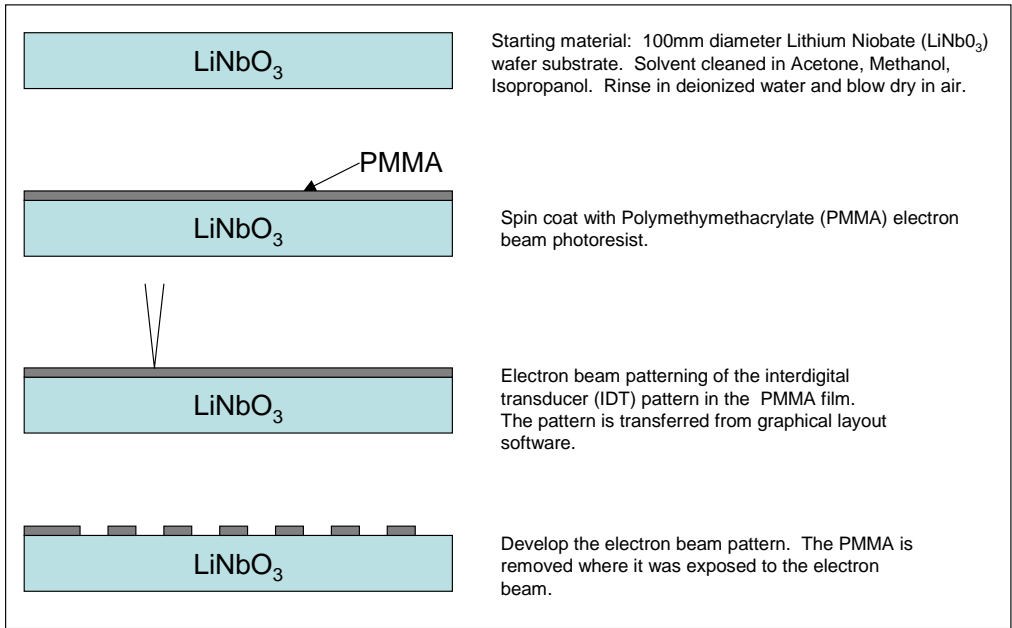 LiNbO3
Starting material: 100mm diameter Lithium Niobate (LiNb03)
wafer substrate. Solvent cleaned in Acetone, Methanol,
Isopropanol. Rinse in deionized water and blow dry in air.
PMMA
LiNbO3
Spin coat with Polymethymethacrylate (PMMA) electron
beam photoresist.
LiNbO3
Electron beam patterning of the interdigital
transducer (IDT) pattern in the PMMA film.
The pattern is transferred from graphical layout
software.
LiNbO3
Develop the electron beam pattern. The PMMA is
removed where it was exposed to the electron
beam.